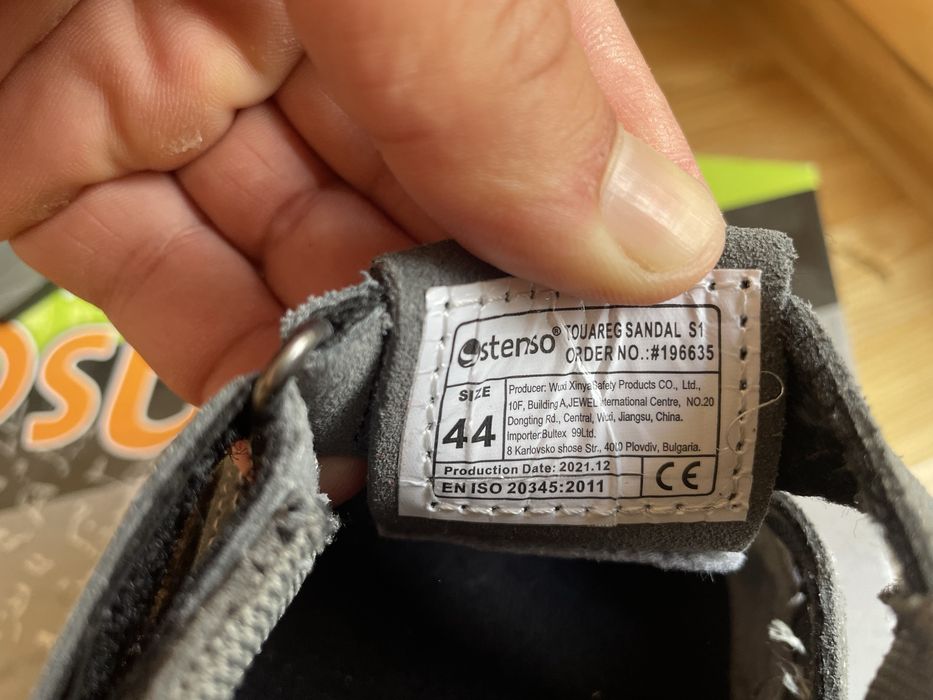 stenso®
TOUAREG SANDAL S1
ORDER NO.:#196635
SIZE
44
Producer: Wuxi XinyaSafety Products CO., Ltd.,
10F, Building A,JEWEL International Centre, NO.20
Dongting Rd., Central, Wuxi, Jiangsu, China.
Importer:Bultex 99Ltd.
8 Karlovsko shose Str., 4000 Plovdiv, Bulgaria.
Production Date: 2021.12
EN ISO 20345:2011
CE